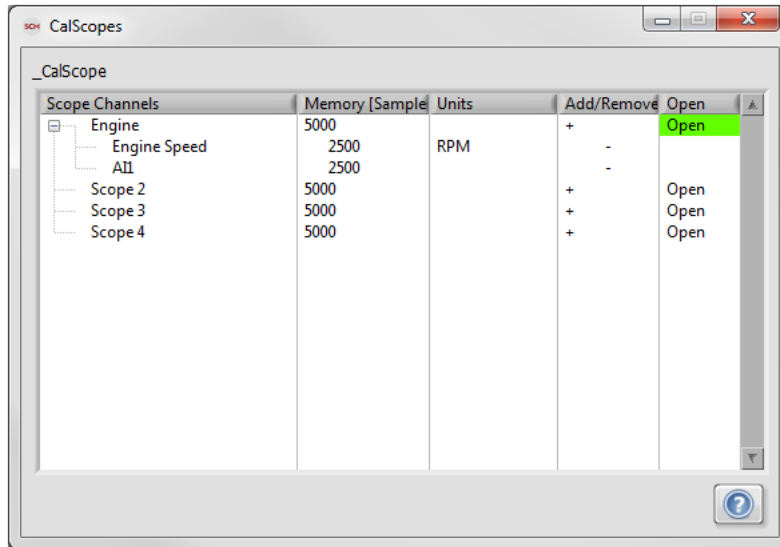 SCH CalScopes
_CalScope
Scope Channels Memory [Sample Units Add/Remove Open
Engine 5000 + Open
Engine Speed 2500 RPM -
AI1 2500 -
Scope 2 5000 + Open
Scope 3 5000 + Open
Scope 4 5000 + Open
?